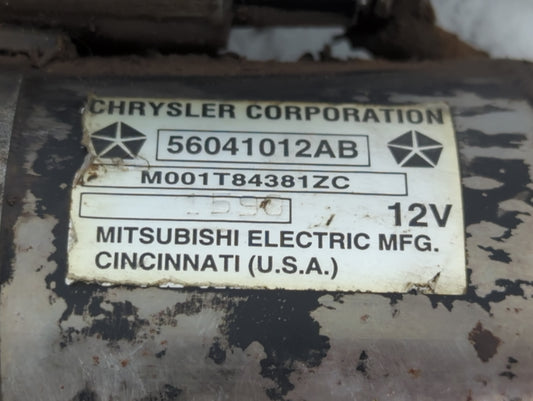 CHRYSLER CORPORATION
56041012AB
M001T84381ZC
12V
MITSUBISHI ELECTRIC MFG.
CINCINNATI (U.S.A.)